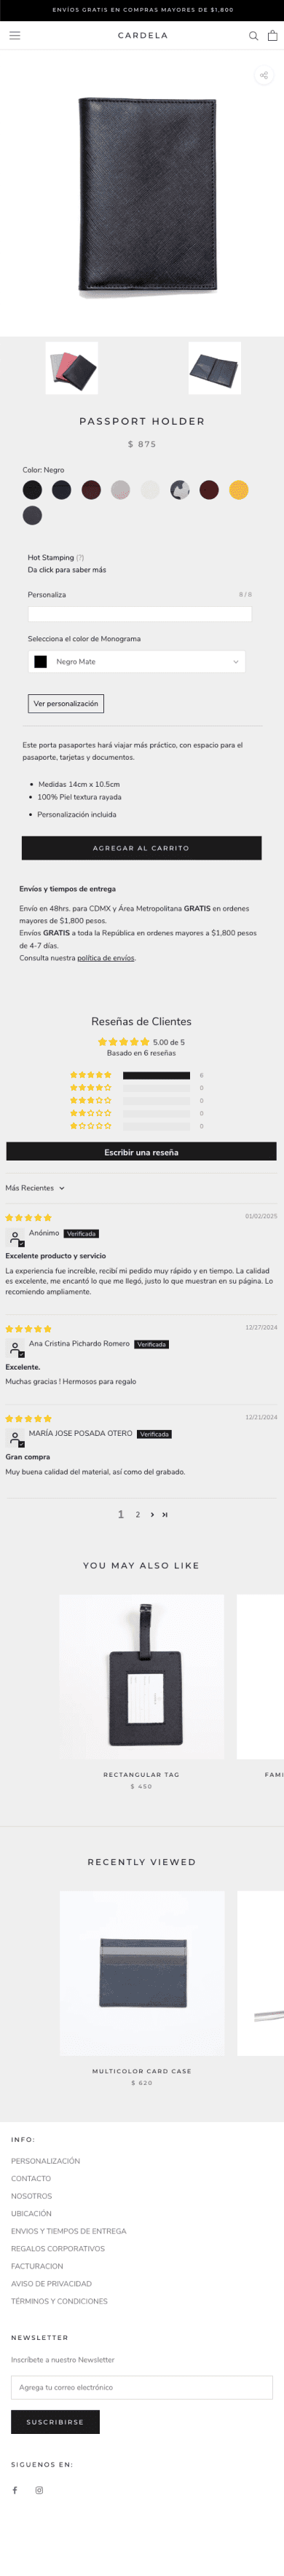 ENVÍOS GRATIS EN COMPRAS MAYORES DE $1,800
CARDELA
PASSPORT HOLDER
$ 875
Color: Negro
Hot Stamping (?)
Da click para saber más
Personaliza 8 / 8
Selecciona el color de Monograma
Negro Mate
Ver personalización
Este porta pasaportes hará viajar más práctico, con espacio para el
pasaporte, tarjetas y documentos.
• Medidas 14cm x 10.5cm
• 100% Piel textura rayada
• Personalización incluida
AGREGAR AL CARRITO
Envíos y tiempos de entrega
Envío en 48hrs. para CDMX y Área Metropolitana GRATIS en ordenes
mayores de $1,800 pesos.
Envíos GRATIS a toda la República en ordenes mayores a $1,800 pesos
de 4-7 días.
Consulta nuestra política de envíos.
Reseñas de Clientes
5.00 de 5
Basado en 6 reseñas
6
0
0
0
0
Escribir una reseña
Más Recientes
01/02/2025
Anónimo Verificada
Excelente producto y servicio
La experiencia fue increíble, recibí mi pedido muy rápido y en tiempo. La calidad
es excelente, me encantó lo que me llegó, justo lo que muestran en su página. Lo
recomiendo ampliamente.
12/27/2024
Ana Cristina Pichardo Romero Verificada
Excelente.
Muchas gracias ! Hermosos para regalo
12/21/2024
MARÍA JOSE POSADA OTERO Verificada
Gran compra
Muy buena calidad del material, así como del grabado.
1 2
YOU MAY ALSO LIKE
RECTANGULAR TAG
$ 450
FAMI
RECENTLY VIEWED
MULTICOLOR CARD CASE
$ 620
INFO:
PERSONALIZACIÓN
CONTACTO
NOSOTROS
UBICACIÓN
ENVIOS Y TIEMPOS DE ENTREGA
REGALOS CORPORATIVOS
FACTURACION
AVISO DE PRIVACIDAD
TÉRMINOS Y CONDICIONES
NEWSLETTER
Inscríbete a nuestro Newsletter
Agrega tu correo electrónico
SUSCRIBIRSE
SIGUENOS EN: